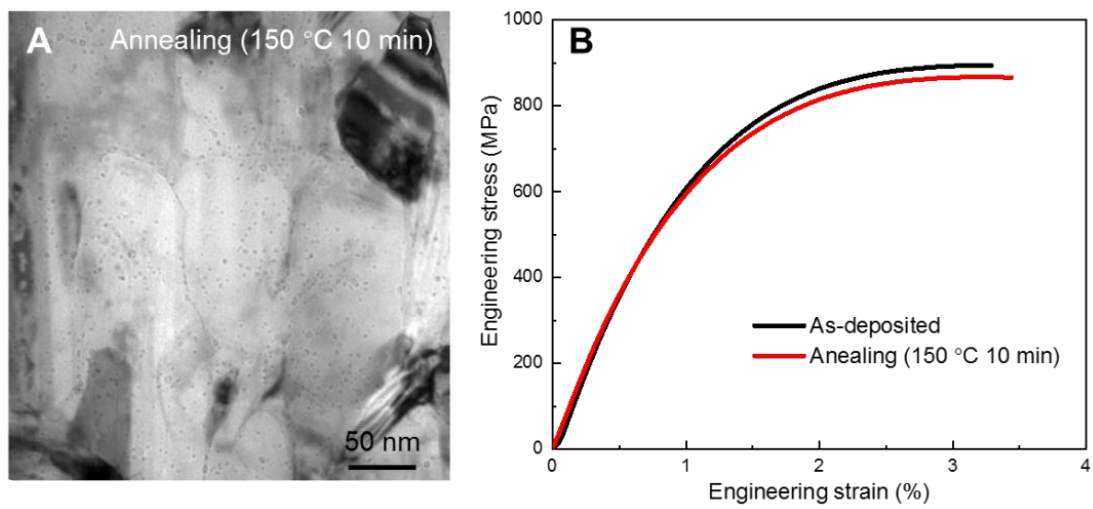 A
Annealing (150 °C 10 min)
50 nm
B
1000
800
600
400
200
0
0
1
2
3
4
Engineering stress (MPa)
Engineering strain (%)
As-deposited
Anealing (150 °C 10 min)